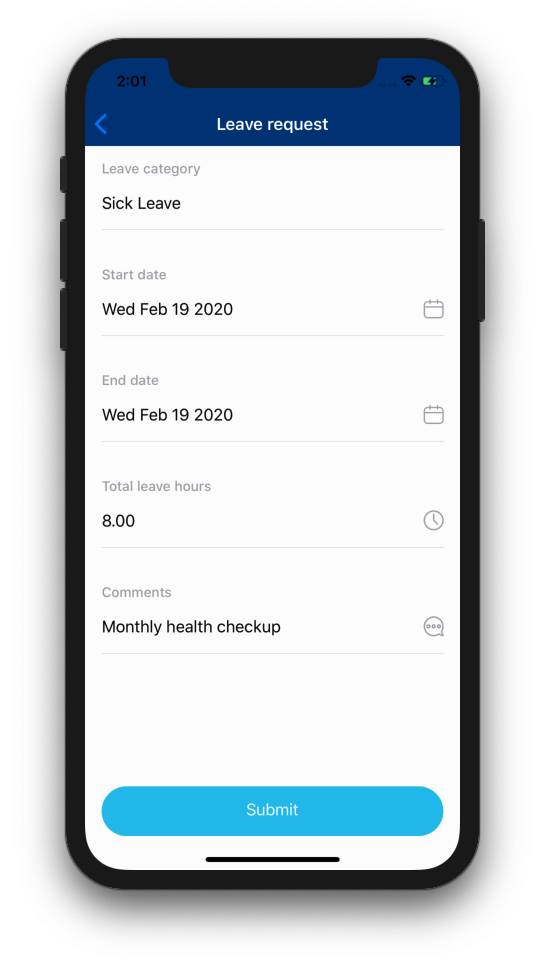 2:01
Leave request
Leave category
Sick Leave
Start date
Wed Feb 19 2020
End date
Wed Feb 19 2020
Total leave hours
8.00
Comments
Monthly health checkup
Submit